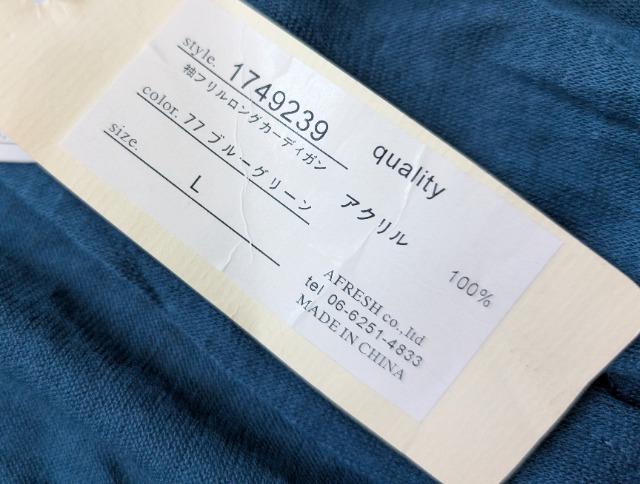 style. 1749239
袖フリルロングカーディガン
color. 77 ブルーグリーン
size. L
quality
アクリル 100%
AFRESH co.,ltd
tel 06-6251-4833
MADE IN CHINA